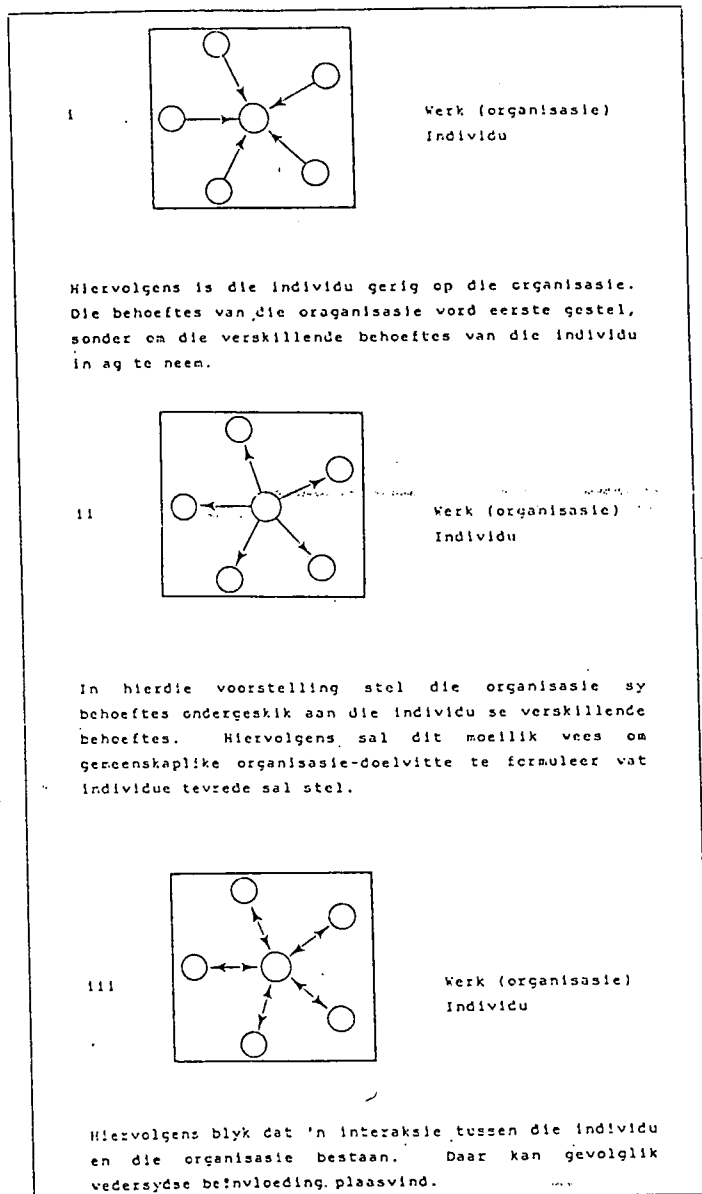 i
Werk (organisasie)
Individu
Hiervolgens is die individu gerig op die organisasie.
Die behoeftes van die oraganisasie word eerste gestel,
sonder om die verskillende behoeftes van die individu
in ag te neem.
ii
Werk (organisasie)
Individu
In hierdie voorstelling stel die organisasie sy
behoeftes ondergeskik aan die individu se verskillende
behoeftes. Hiervolgens sal dit moeilik wees om
gemeenskaplike organisasie-doelwitte te formuleer wat
individue tevrede sal stel.
iii
Werk (organisasie)
Individu
Hiervolgens blyk dat 'n interaksie tussen die individu
en die organisasie bestaan. Daar kan gevolglik
wedersydse beïnvloeding plaasvind.